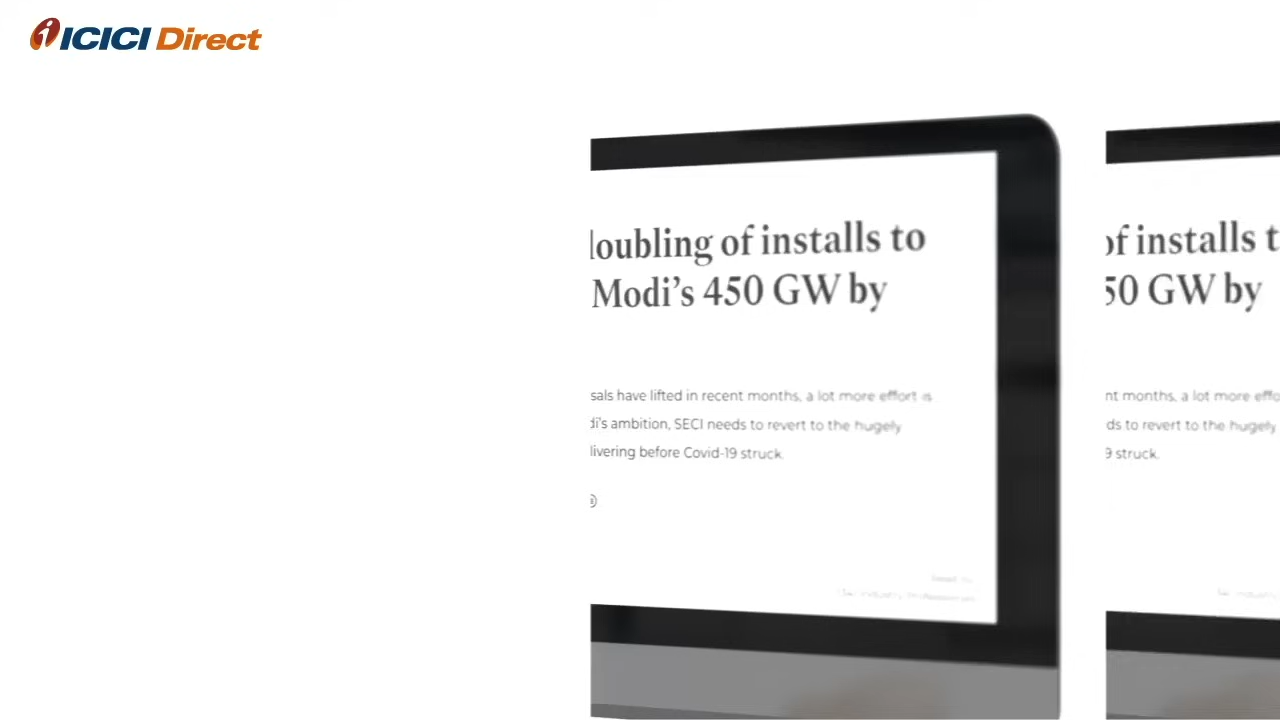 ICICI Direct
doubling of installs to
Modi's 450 GW by
sals have lifted in recent months, a lot more effort is
di's ambition, SECI needs to revert to the hugely
livering before Covid-19 struck.
of installs t
50 GW by
nt months, a lot more effo
ds to revert to the hugely
9 struck.